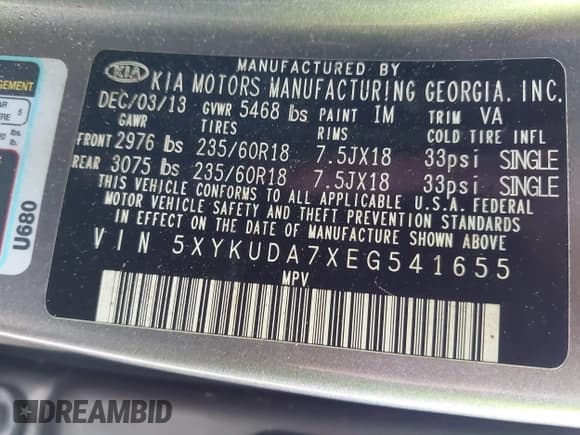 MANUFACTURED BY
KIA KIA MOTORS MANUFACTURING GEORGIA, INC.
DEC/03/13 GVWR 5468 lbs PAINT IM TRIM VA
GAWR TIRES RIMS COLD TIRE INFL
FRONT 2976 lbs 235/60R18 7.5JX18 33psi SINGLE
REAR 3075 lbs 235/60R18 7.5JX18 33psi SINGLE
THIS VEHICLE CONFORMS TO ALL APPLICABLE U.S.A. FEDERAL
MOTOR VEHICLE SAFETY AND THEFT PREVENTION STANDARDS
IN EFFECT ON THE DATE OF MANUFACTURE SHOWN ABOVE.
VIN 5XYKUDA7XEG541655
MPV
U680
DREAMBID